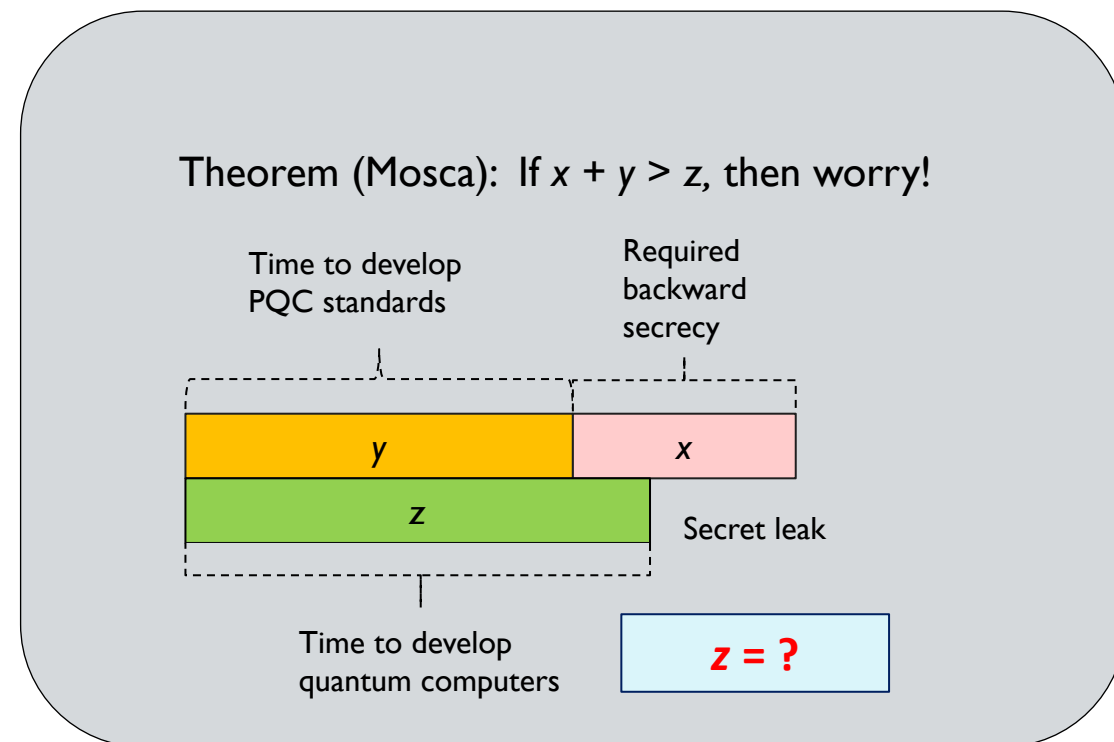 Theorem (Mosca): If x + y > z, then worry!
Time to develop
PQC standards
Required
backward
secrecy
y
x
z
Secret leak
Time to develop
quantum computers
z = ?